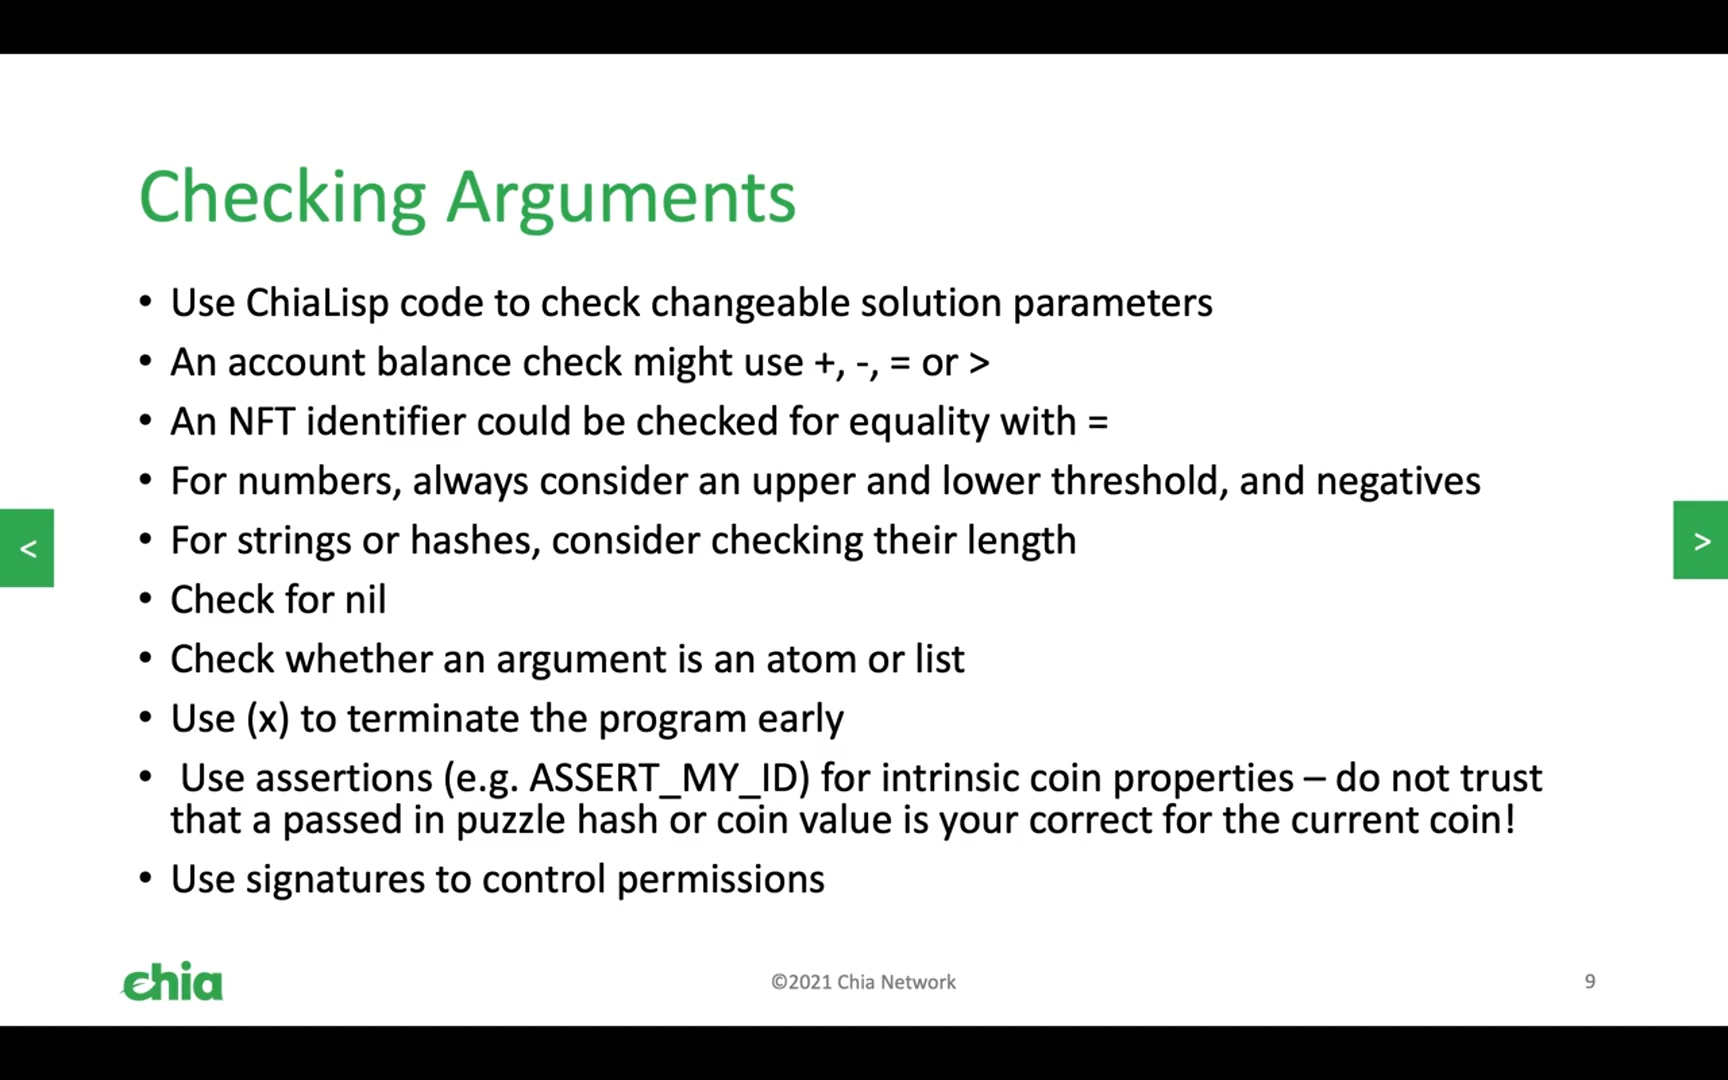 Checking Arguments
• Use ChiaLisp code to check changeable solution parameters
• An account balance check might use +, -, = or >
• An NFT identifier could be checked for equality with =
• For numbers, always consider an upper and lower threshold, and negatives
• For strings or hashes, consider checking their length
• Check for nil
• Check whether an argument is an atom or list
• Use (x) to terminate the program early
• Use assertions (e.g. ASSERT_MY_ID) for intrinsic coin properties – do not trust
that a passed in puzzle hash or coin value is your correct for the current coin!
• Use signatures to control permissions
<
>
chia
©2021 Chia Network
9